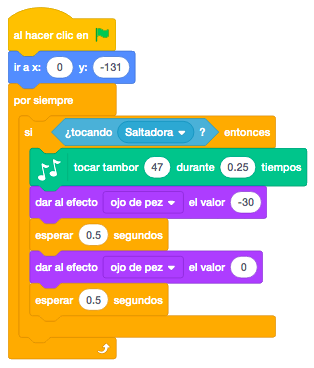 al hacer clic en
ir a x: 0 y: -131
por siempre
si ¿tocando Saltadora ? entonces
tocar tambor 47 durante 0.25 tiempos
dar al efecto ojo de pez el valor -30
esperar 0.5 segundos
dar al efecto ojo de pez el valor 0
esperar 0.5 segundos